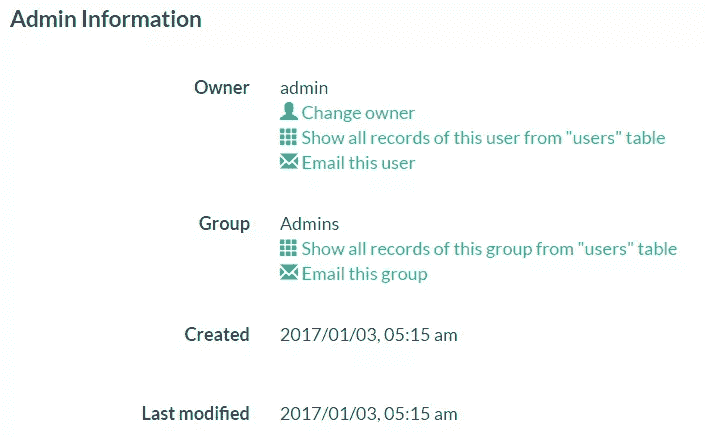 Admin Information
Owner admin
Change owner
Show all records of this user from "users" table
Email this user
Group Admins
Show all records of this group from "users" table
Email this group
Created 2017/01/03, 05:15 am
Last modified 2017/01/03, 05:15 am